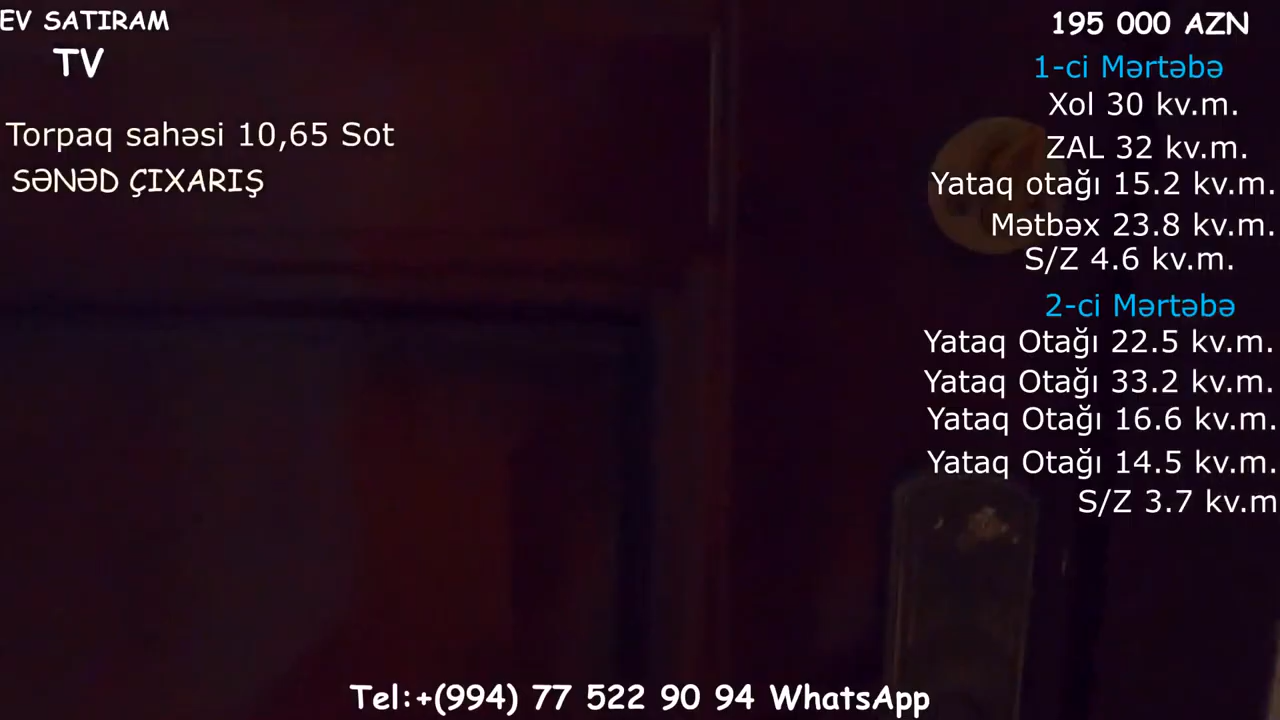 EV SATIRAM
TV
Torpaq sahəsi 10,65 Sot
SƏNƏD ÇIXARIŞ
195 000 AZN
1-ci Mərtəbə
Xol 30 kv.m.
ZAL 32 kv.m.
Yataq otağı 15.2 kv.m.
Mətbəx 23.8 kv.m.
S/Z 4.6 kv.m.
2-ci Mərtəbə
Yataq Otağı 22.5 kv.m.
Yataq Otağı 33.2 kv.m.
Yataq Otağı 16.6 kv.m.
Yataq Otağı 14.5 kv.m.
S/Z 3.7 kv.m
Tel:+(994) 77 522 90 94 WhatsApp